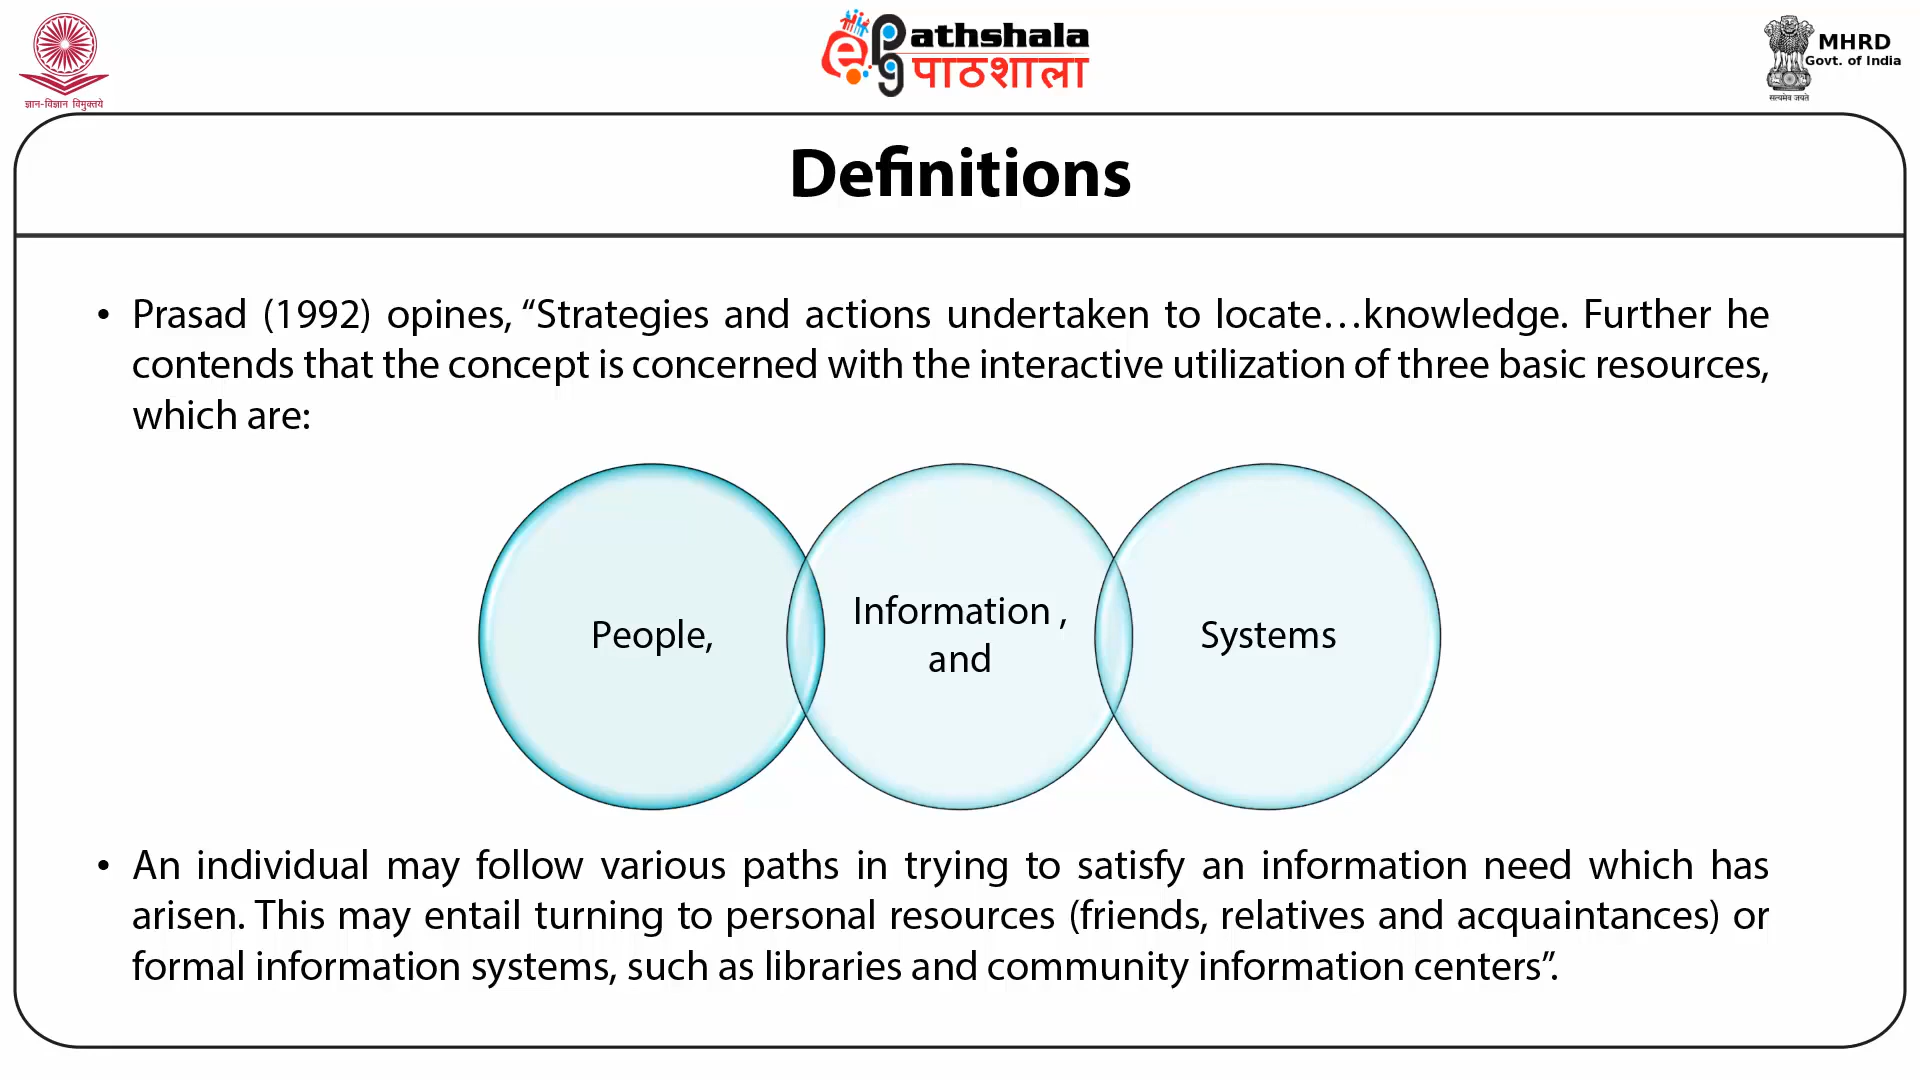 ज्ञान-विज्ञान विमुक्तये
ePathshala
पाठशाला
MHRD
Govt. of India
सत्यमेव जयते
Definitions
• Prasad (1992) opines, “Strategies and actions undertaken to locate…knowledge. Further he
contends that the concept is concerned with the interactive utilization of three basic resources,
which are:
People,
Information ,
and
Systems
• An individual may follow various paths in trying to satisfy an information need which has
arisen. This may entail turning to personal resources (friends, relatives and acquaintances) or
formal information systems, such as libraries and community information centers”.